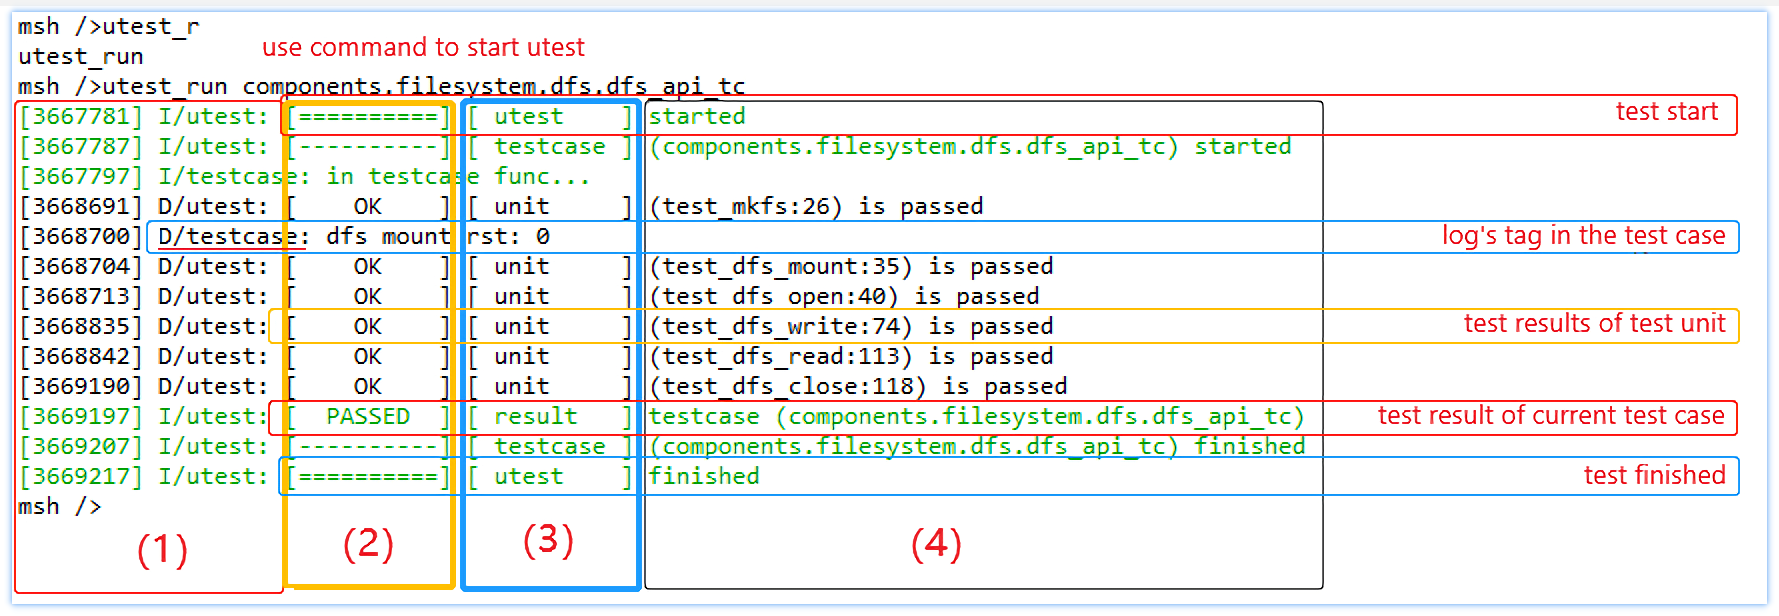 msh />utest_r
use command to start utest
utest_run
msh />utest_run components.filesystem.dfs.dfs_api_tc
[3667781] I/utest: [==========] [ utest    ] started test start
[3667787] I/utest: [----------] [ testcase ] (components.filesystem.dfs.dfs_api_tc) started
[3667797] I/testcase: in testcase func...
[3668691] D/utest: [    OK    ] [ unit     ] (test_mkfs:26) is passed
[3668700] D/testcase: dfs mount rst: 0 log's tag in the test case
[3668704] D/utest: [    OK    ] [ unit     ] (test_dfs_mount:35) is passed
[3668713] D/utest: [    OK    ] [ unit     ] (test_dfs_open:40) is passed
[3668835] D/utest: [    OK    ] [ unit     ] (test_dfs_write:74) is passed test results of test unit
[3668842] D/utest: [    OK    ] [ unit     ] (test_dfs_read:113) is passed
[3669190] D/utest: [    OK    ] [ unit     ] (test_dfs_close:118) is passed
[3669197] I/utest: [  PASSED  ] [ result   ] testcase (components.filesystem.dfs.dfs_api_tc) test result of current test case
[3669207] I/utest: [----------] [ testcase ] (components.filesystem.dfs.dfs_api_tc) finished
[3669217] I/utest: [==========] [ utest    ] finished test finished
msh />
(1) (2) (3) (4)